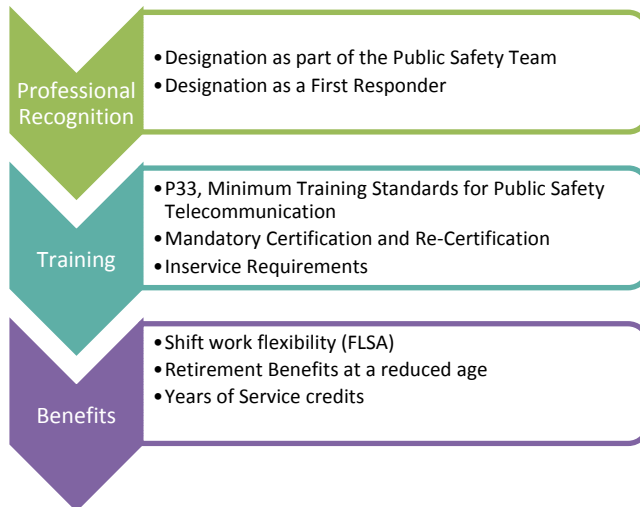 Professional
Recognition
•Designation as part of the Public Safety Team
•Designation as a First Responder
Training
•P33, Minimum Training Standards for Public Safety
Telecommunication
•Mandatory Certification and Re-Certification
•Inservice Requirements
Benefits
•Shift work flexibility (FLSA)
•Retirement Benefits at a reduced age
•Years of Service credits